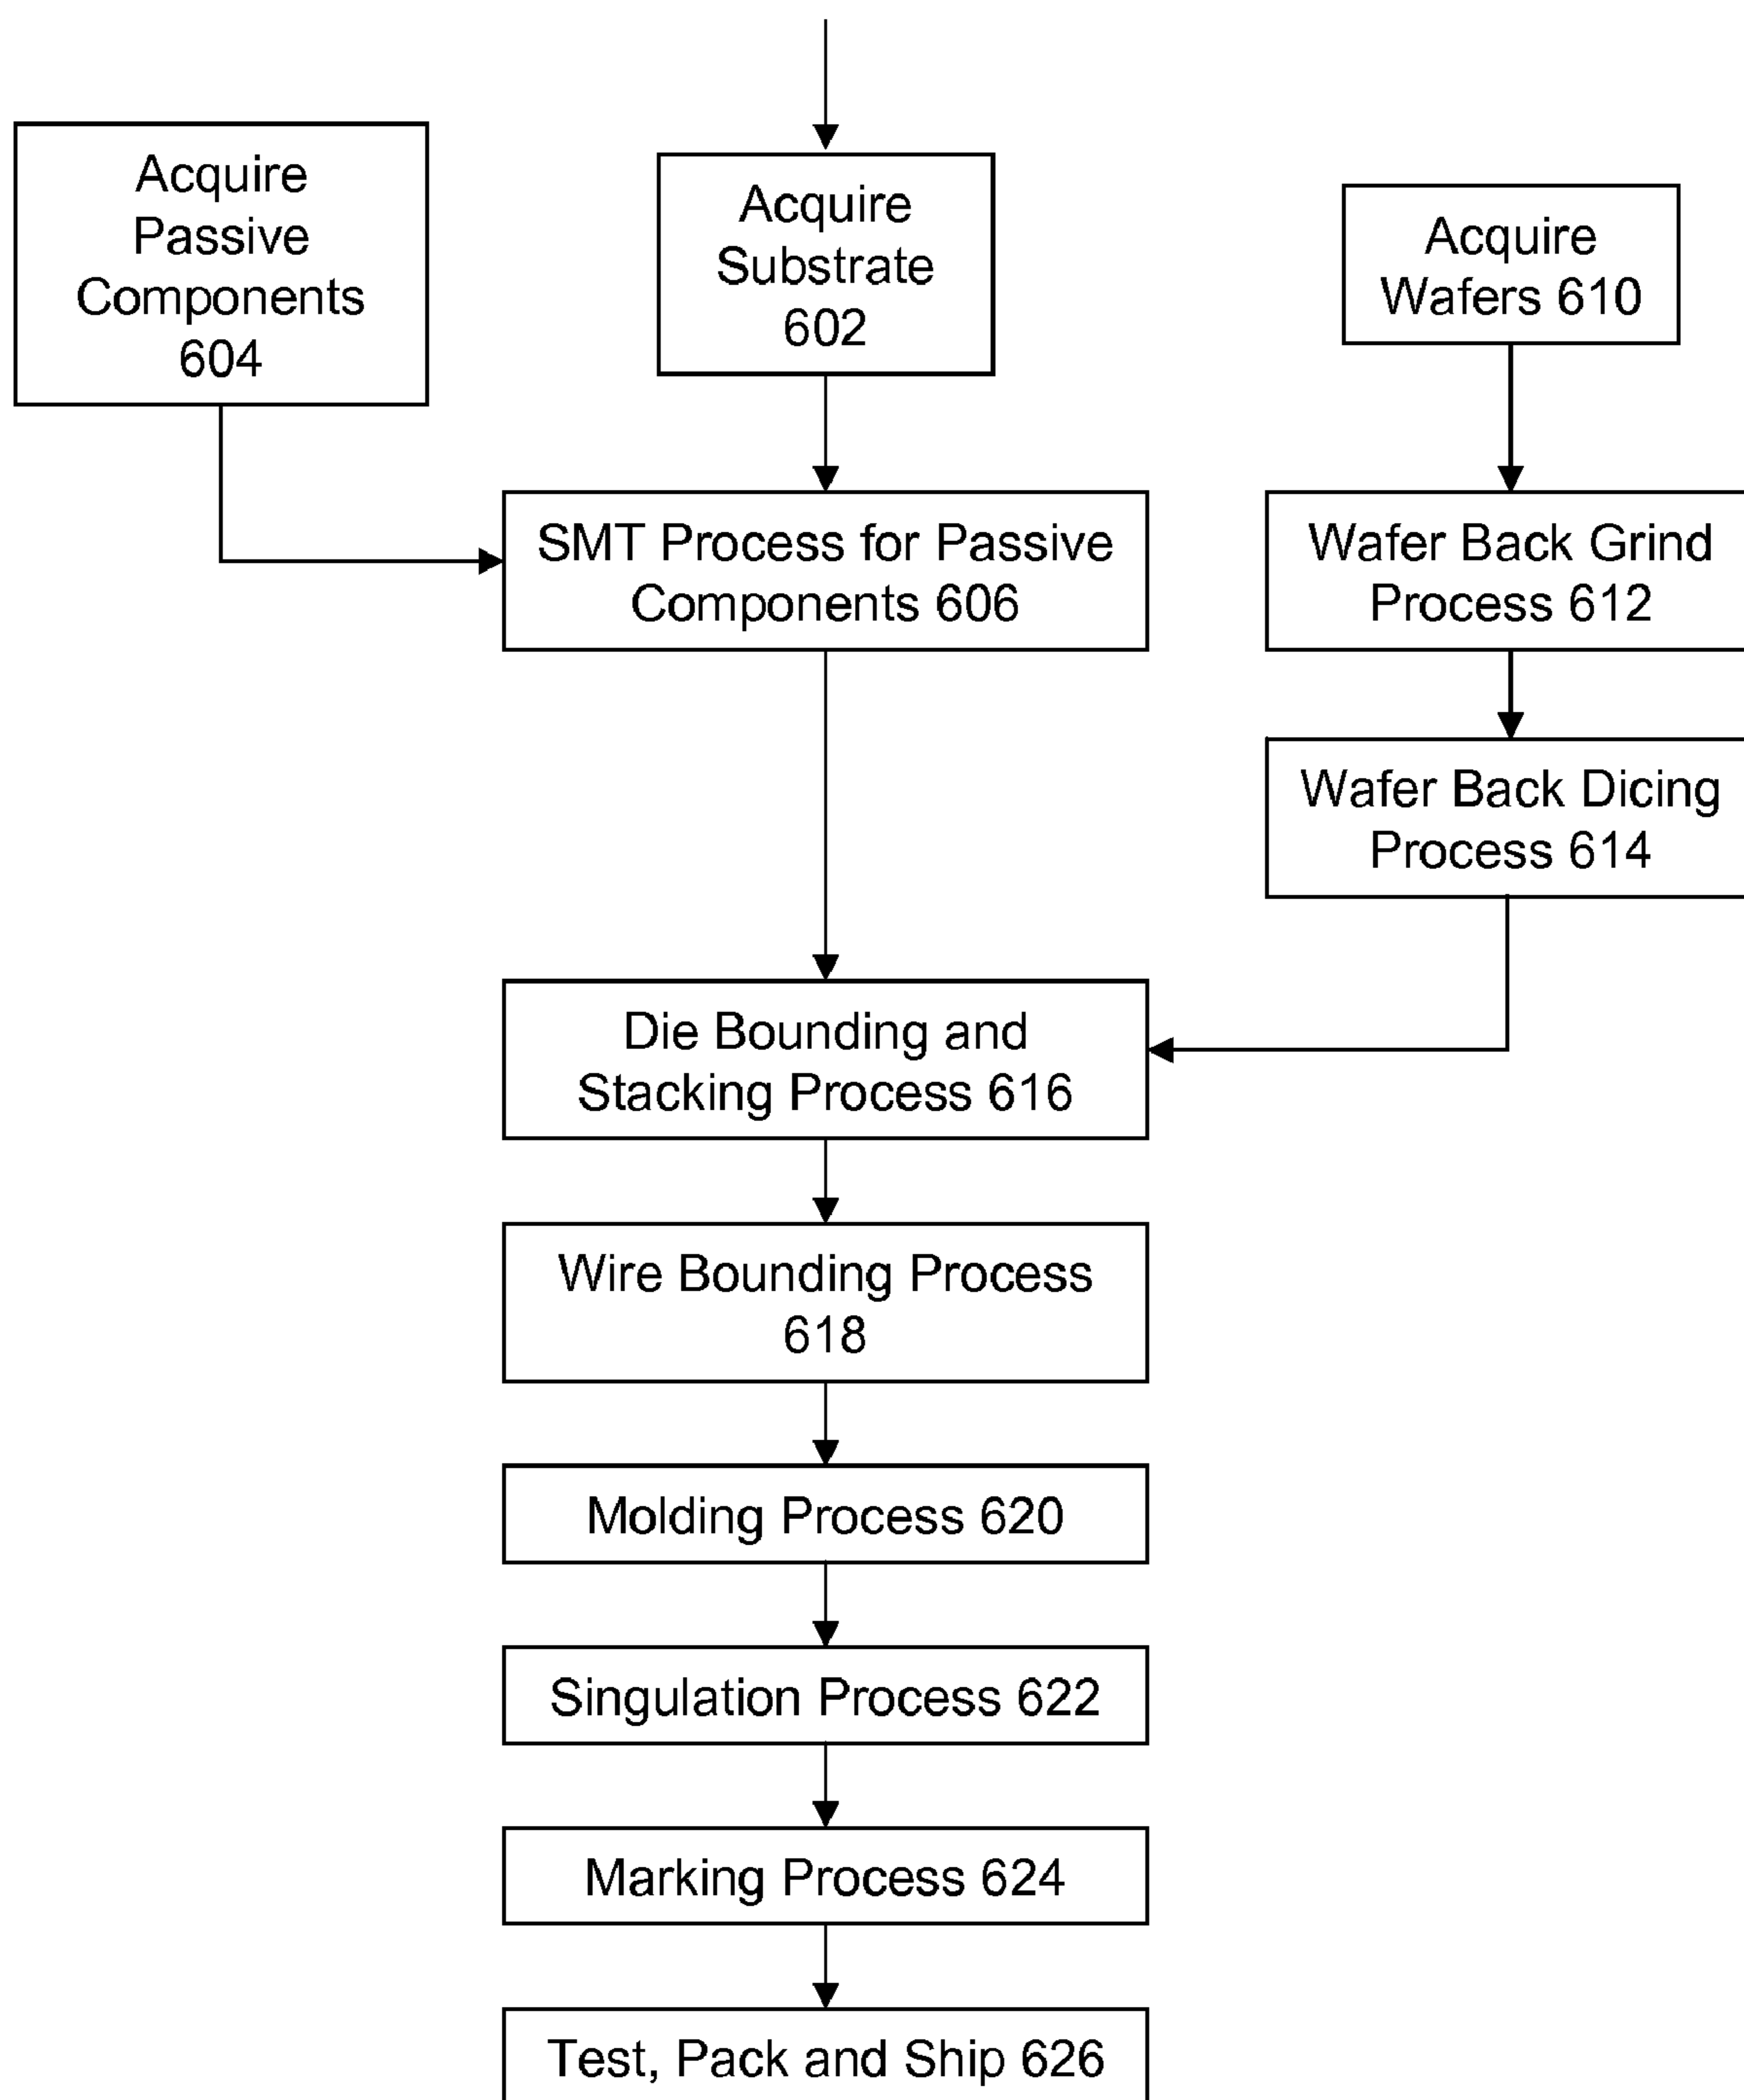 Acquire
Passive
Components
604
Acquire
Substrate
602
Acquire
Wafers 610
SMT Process for Passive
Components 606
Wafer Back Grind
Process 612
Wafer Back Dicing
Process 614
Die Bounding and
Stacking Process 616
Wire Bounding Process
618
Molding Process 620
Singulation Process 622
Marking Process 624
Test, Pack and Ship 626